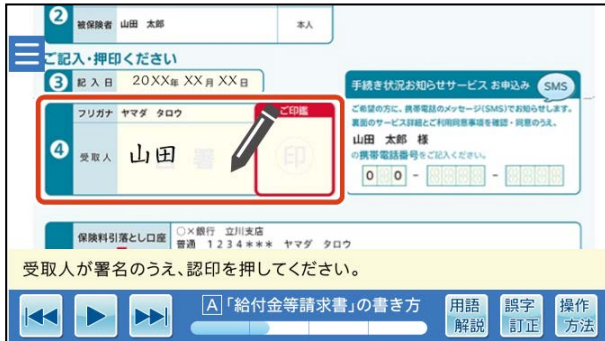 2 被保険者 山田 太郎 本人
ご記入・押印ください
3 記入日 20XX年 XX月 XX日
手続き状況お知らせサービス お申込み SMS
ご希望の方に、携帯電話のメッセージ(SMS)でお知らせします。
裏面のサービス詳細とご利用同意事項を確認・同意のうえ、
山田 太郎 様
の携帯電話番号をご記入ください。
0 0 - -
フリガナ ヤマダ タロウ ご印鑑
4 受取人 山田 署 印
保険料引落とし口座 ○×銀行 立川支店
普通 1234*** ヤマダ タロウ
受取人が署名のうえ、認印を押してください。
A「給付金等請求書」の書き方
用語解説
誤字訂正
操作方法